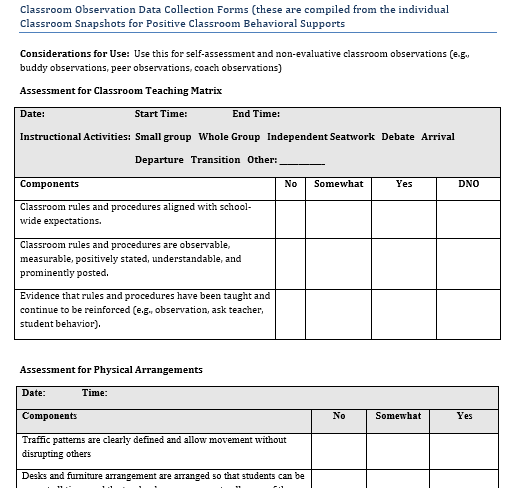 Classroom Observation Data Collection Forms (these are compiled from the individual
Classroom Snapshots for Positive Classroom Behavioral Supports
Considerations for Use: Use this for self-assessment and non-evaluative classroom observations (e.g.,
buddy observations, peer observations, coach observations)
Assessment for Classroom Teaching Matrix
Date: Start Time: End Time:
Instructional Activities: Small group Whole Group Independent Seatwork Debate Arrival
Departure Transition Other: __________
Components No Somewhat Yes DNO
Classroom rules and procedures aligned with school-
wide expectations.
Classroom rules and procedures are observable,
measurable, positively stated, understandable, and
prominently posted.
Evidence that rules and procedures have been taught and
continue to be reinforced (e.g., observation, ask teacher,
student behavior).
Assessment for Physical Arrangements
Date: Time:
Components No Somewhat Yes
Traffic patterns are clearly defined and allow movement without
disrupting others
Desks and furniture arrangement are arranged so that students can be